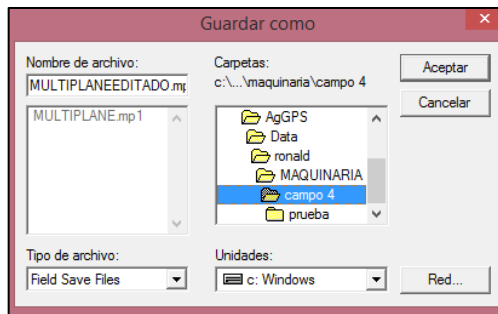 Guardar como
Nombre de archivo:
MULTIPLANEEDITADO.mp
MULTIPLANE.mp1
Tipo de archivo:
Field Save Files
Carpetas:
c:\...\maquinaria\campo 4
AgGPS
Data
ronald
MAQUINARIA
campo 4
prueba
Unidades:
c: Windows
Aceptar
Cancelar
Red...